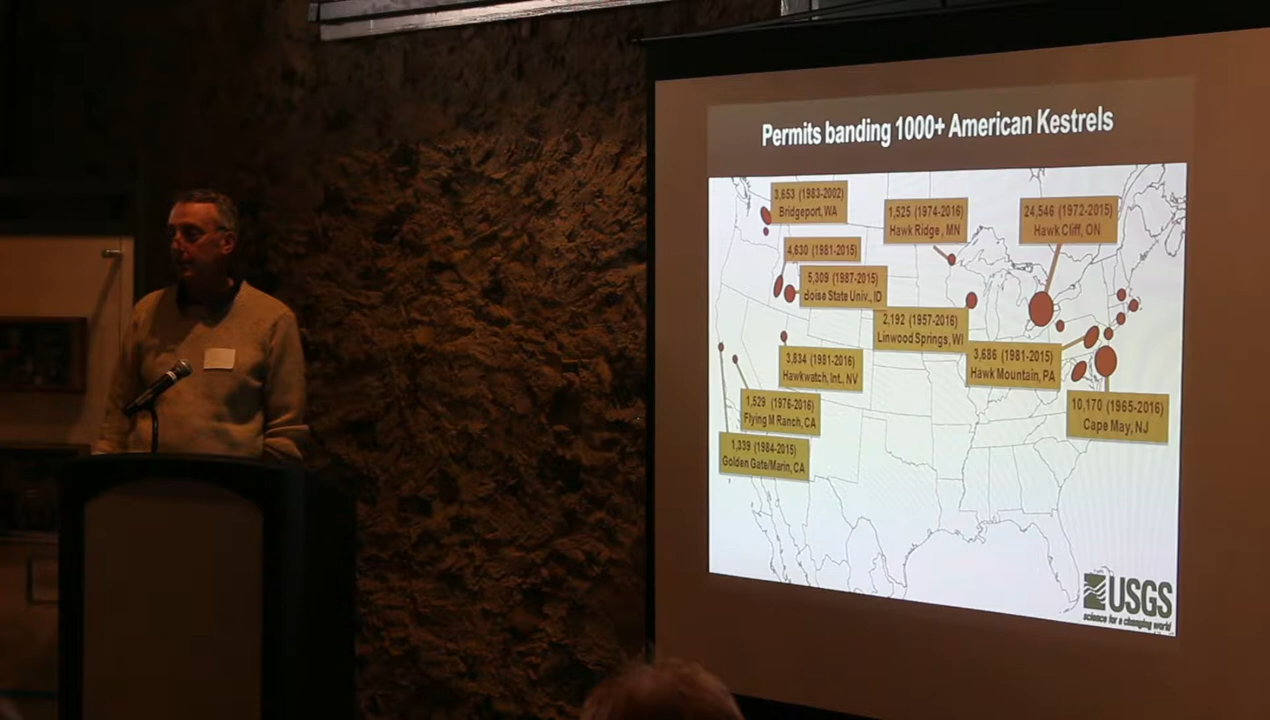 Permits banding 1000+ American Kestrels
3,653 (1983-2002)
Bridgeport, WA
1,525 (1974-2016)
Hawk Ridge, MN
24,546 (1972-2015)
Hawk Cliff, ON
4,630 (1981-2015)
5,309 (1987-2015)
Boise State Univ., ID
2,192 (1957-2016)
Linwood Springs, WI
3,834 (1981-2016)
Hawkwatch, Int., NV
3,686 (1981-2015)
Hawk Mountain, PA
1,529 (1976-2016)
Flying M Ranch, CA
10,170 (1965-2016)
Cape May, NJ
1,339 (1984-2015)
Golden Gate/Marin, CA
USGS
science for a changing world